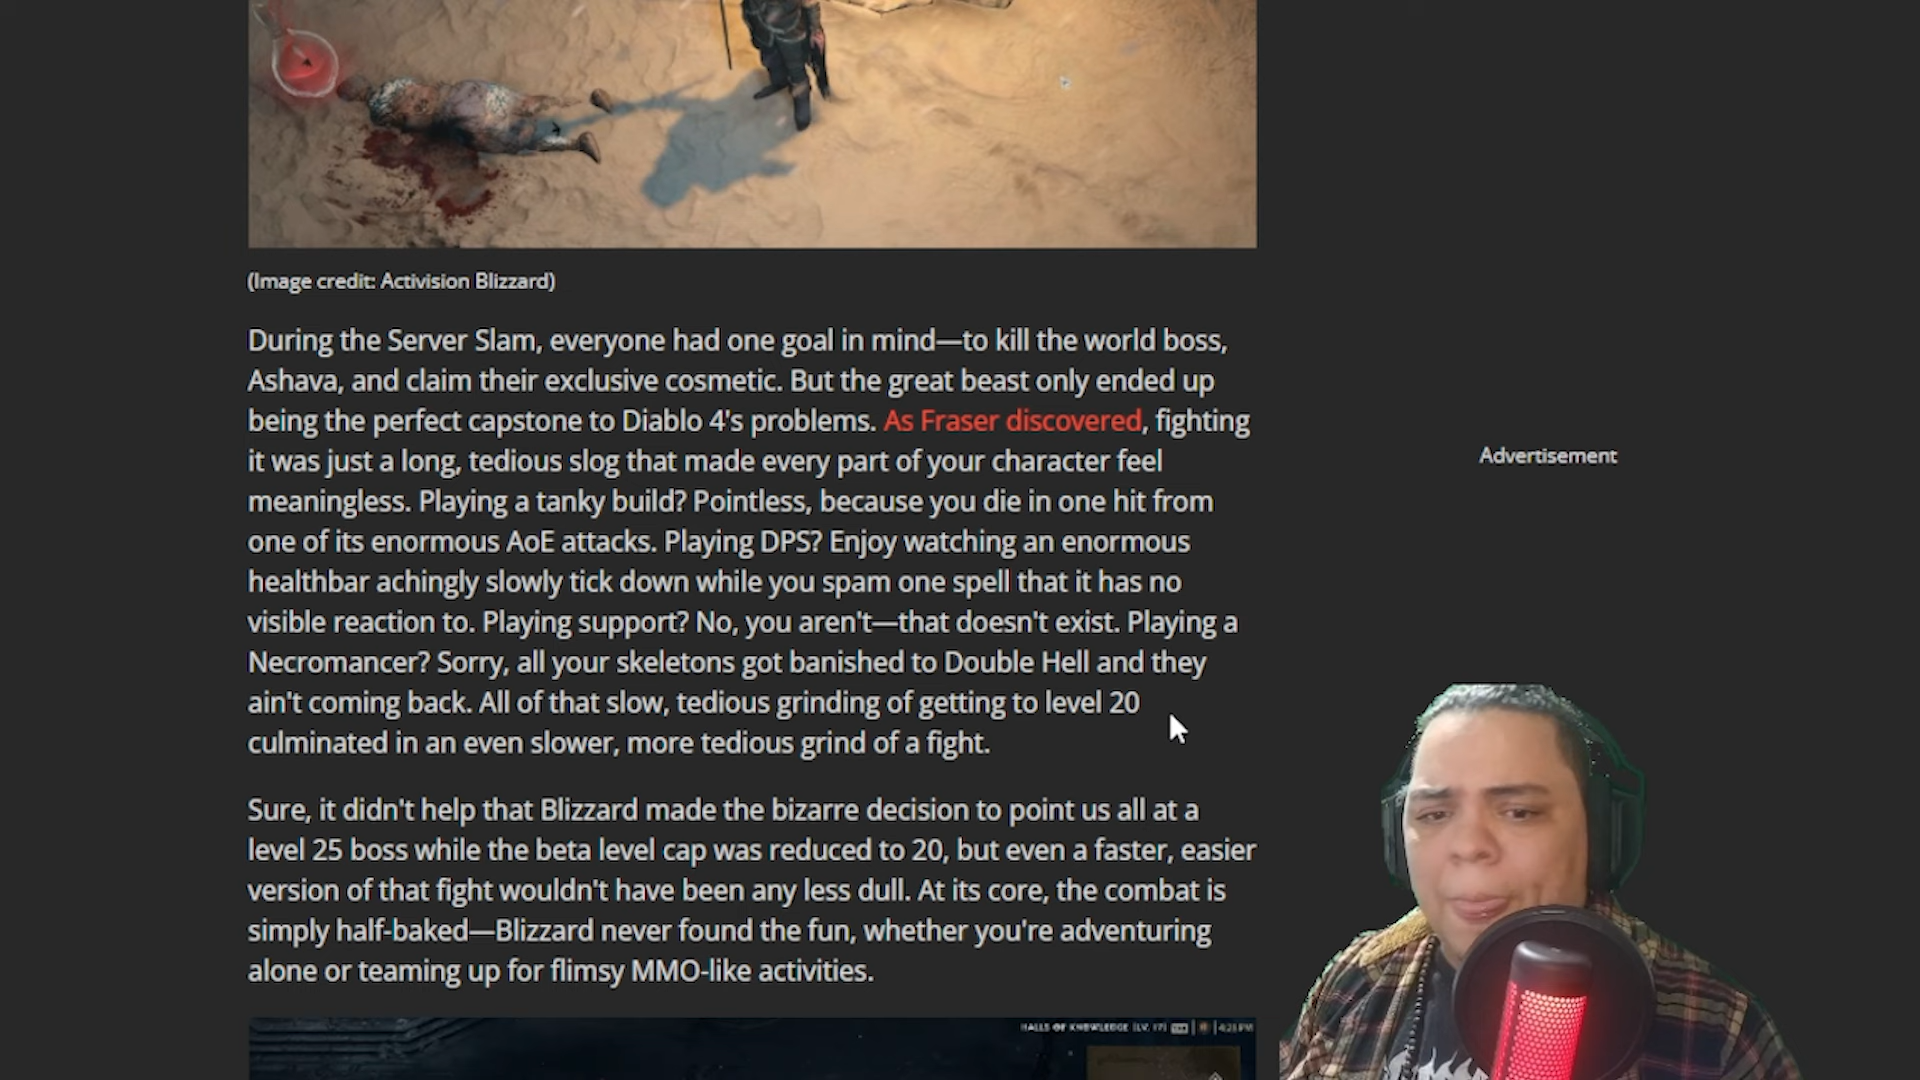 (Image credit: Activision Blizzard)
During the Server Slam, everyone had one goal in mind—to kill the world boss,
Ashava, and claim their exclusive cosmetic. But the great beast only ended up
being the perfect capstone to Diablo 4's problems. As Fraser discovered, fighting
it was just a long, tedious slog that made every part of your character feel
meaningless. Playing a tanky build? Pointless, because you die in one hit from
one of its enormous AoE attacks. Playing DPS? Enjoy watching an enormous
healthbar achingly slowly tick down while you spam one spell that it has no
visible reaction to. Playing support? No, you aren't—that doesn't exist. Playing a
Necromancer? Sorry, all your skeletons got banished to Double Hell and they
ain't coming back. All of that slow, tedious grinding of getting to level 20
culminated in an even slower, more tedious grind of a fight.
Advertisement
Sure, it didn't help that Blizzard made the bizarre decision to point us all at a
level 25 boss while the beta level cap was reduced to 20, but even a faster, easier
version of that fight wouldn't have been any less dull. At its core, the combat is
simply half-baked—Blizzard never found the fun, whether you're adventuring
alone or teaming up for flimsy MMO-like activities.
HALLS OF KNOWLEDGE (LV. 17) 4:25 PM